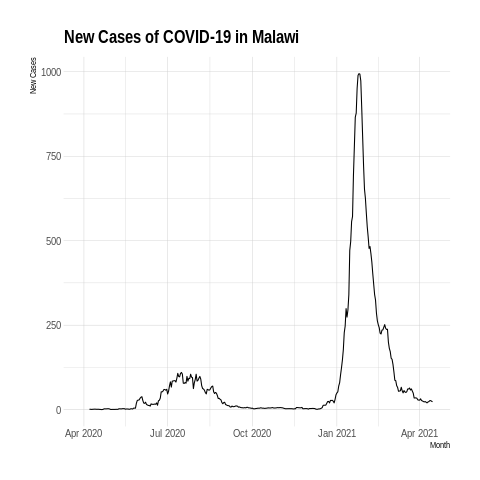 New Cases of COVID-19 in Malawi
New Cases
1000
750
500
250
0
Apr 2020 Jul 2020 Oct 2020 Jan 2021 Apr 2021
Month